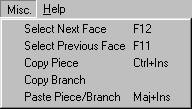 Misc. Help
Select Next Face F12
Select Previous Face F11
Copy Piece Ctrl+Ins
Copy Branch
Paste Piece/Branch Maj+Ins